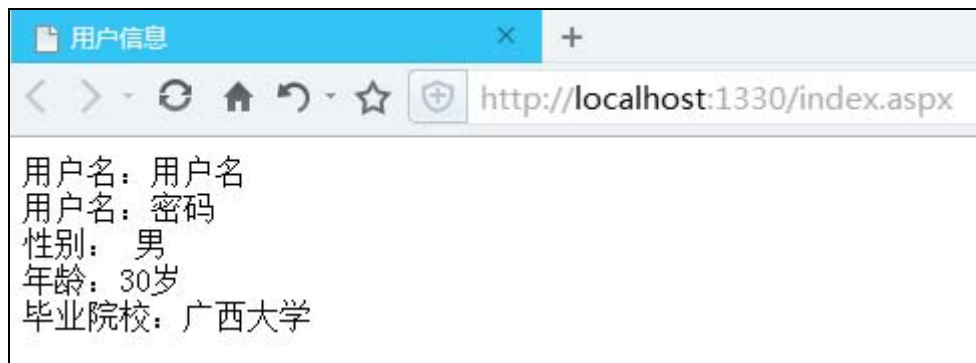 用户信息
http://localhost:1330/index.aspx
用户名：用户名
用户名：密码
性别： 男
年龄：30岁
毕业院校：广西大学